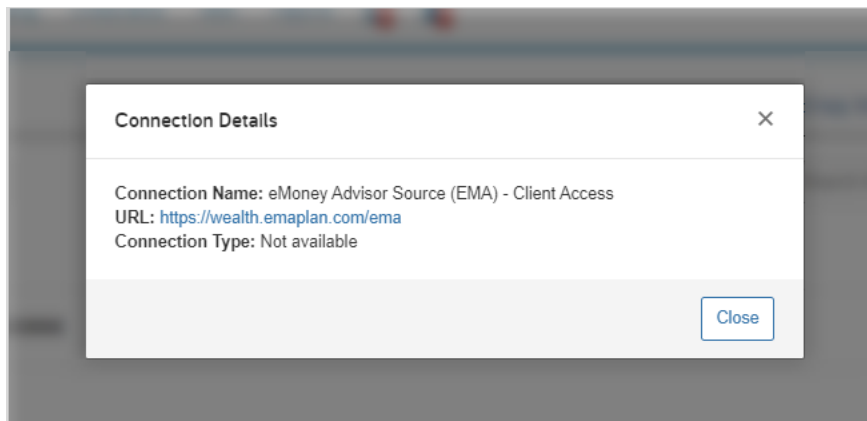 Connection Details
Connection Name: eMoney Advisor Source (EMA) - Client Access
URL: https://wealth.emaplan.com/ema
Connection Type: Not available
Close